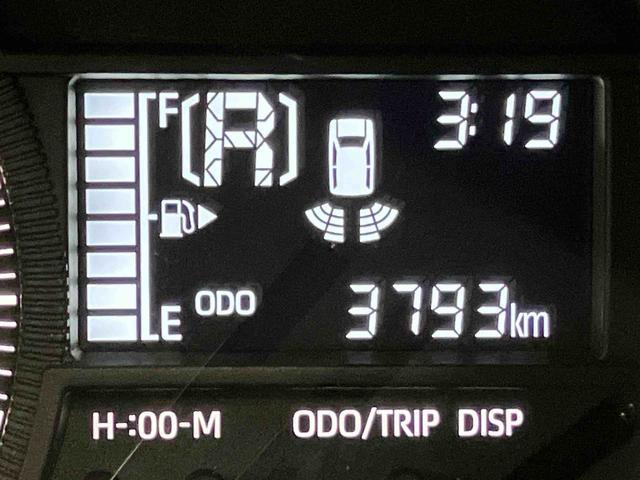 F [R] 3:19
ODO 3793km
E
H-:00-M ODO/TRIP DISP